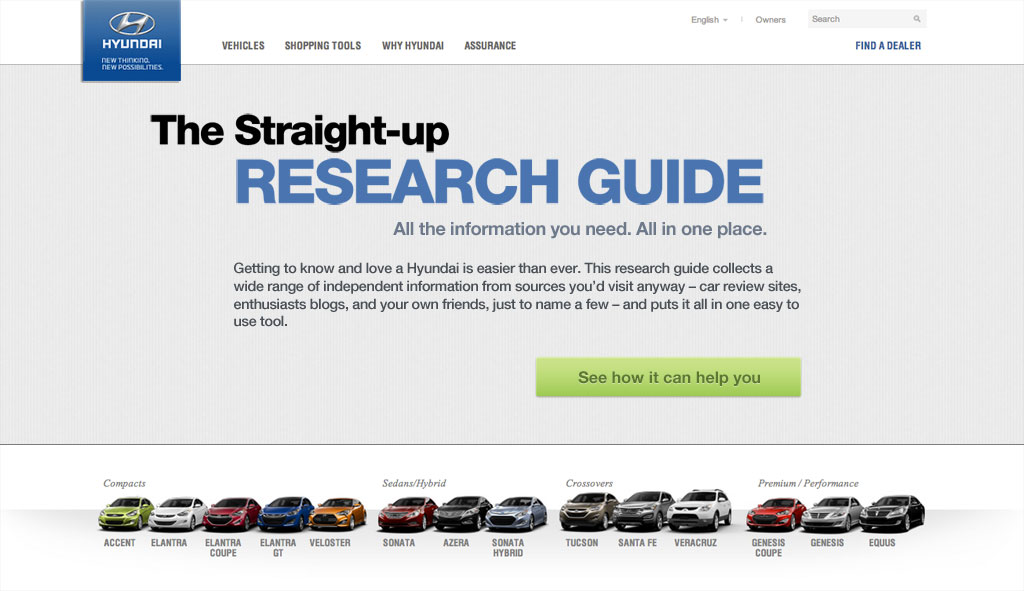 HYUNDAI
NEW THINKING.
NEW POSSIBILITIES.
English
Owners
Search
VEHICLES SHOPPING TOOLS WHY HYUNDAI ASSURANCE
FIND A DEALER
The Straight-up
RESEARCH GUIDE
All the information you need. All in one place.
Getting to know and love a Hyundai is easier than ever. This research guide collects a
wide range of independent information from sources you’d visit anyway – car review sites,
enthusiasts blogs, and your own friends, just to name a few – and puts it all in one easy to
use tool.
See how it can help you
Compacts
ACCENT
ELANTRA
ELANTRA
COUPE
ELANTRA
GT
VELOSTER
Sedans/Hybrid
SONATA
AZERA
SONATA
HYBRID
Crossovers
TUCSON
SANTA FE
VERACRUZ
Premium / Performance
GENESIS
COUPE
GENESIS
EQUUS